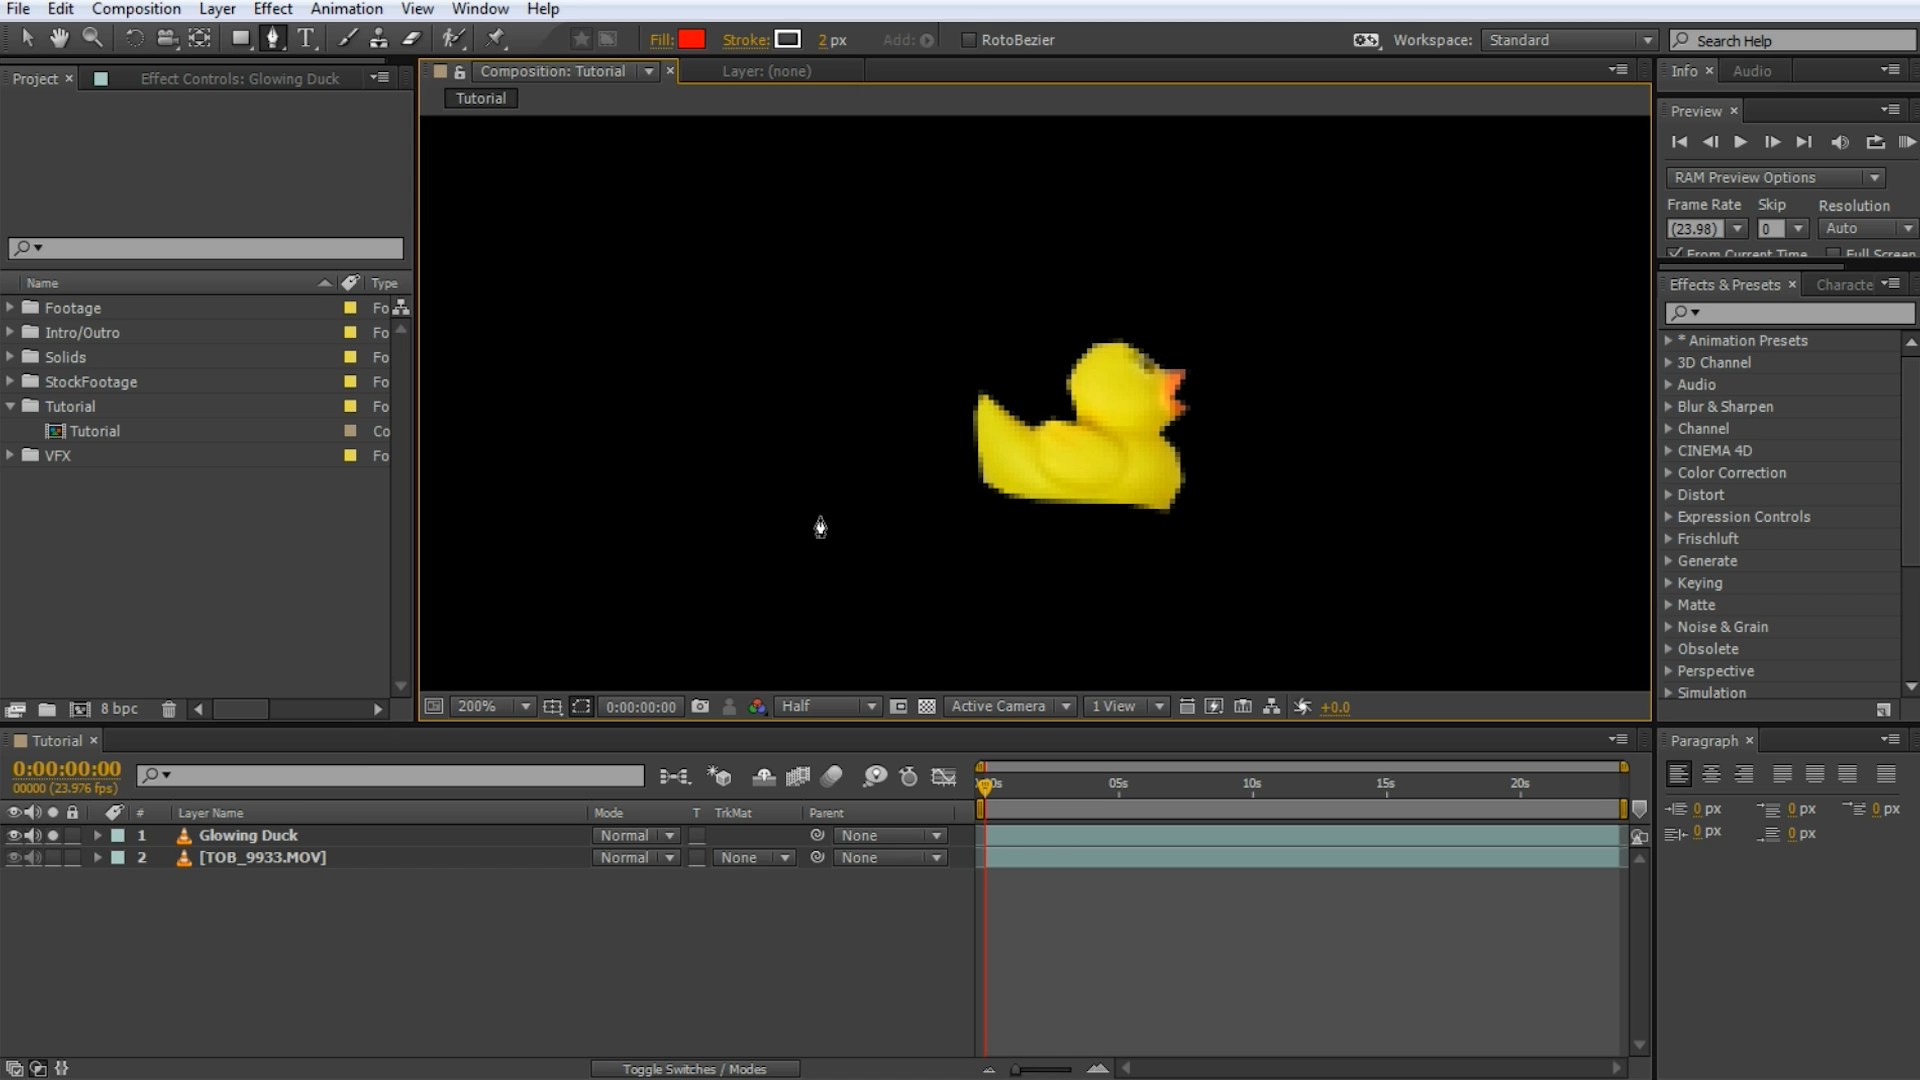 File Edit Composition Layer Effect Animation View Window Help
T Fill: Stroke: 2 px Add: RotoBezier Workspace: Standard Search Help
Project × Effect Controls: Glowing Duck Composition: Tutorial × Layer: (none) Info × Audio
Tutorial
Preview ×
RAM Preview Options
Frame Rate Skip Resolution
(23.98) 0 Auto
From Current Time Full Screen
Name Type
Footage Fo
Intro/Outro Fo
Solids Fo
StockFootage Fo
Tutorial Fo
Tutorial Co
VFX Fo
Effects & Presets × Characte
* Animation Presets
3D Channel
Audio
Blur & Sharpen
Channel
CINEMA 4D
Color Correction
Distort
Expression Controls
Frischluft
Generate
Keying
Matte
Noise & Grain
Obsolete
Perspective
Simulation
8 bpc 200% 0:00:00:00 Half Active Camera 1 View +0.0
Tutorial ×
0:00:00:00
00000 (23.976 fps)
0s 05s 10s 15s 20s
# Layer Name Mode T TrkMat Parent
1 Glowing Duck Normal None
2 [TOB_9933.MOV] Normal None None
Toggle Switches / Modes
Paragraph ×
0 px 0 px 0 px
0 px 0 px